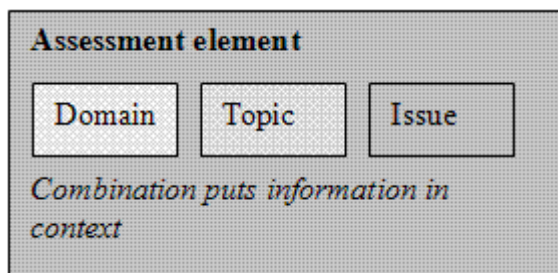 Assessment element
Domain Topic Issue
Combination puts information in
context